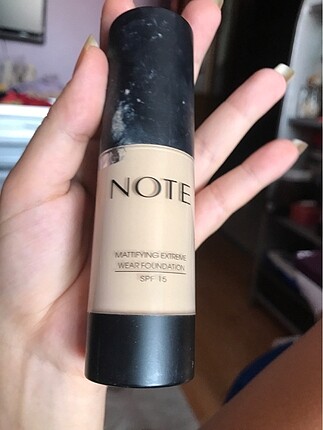 NOTE
MATTIFYING EXTREME
WEAR FOUNDATION
SPF 15